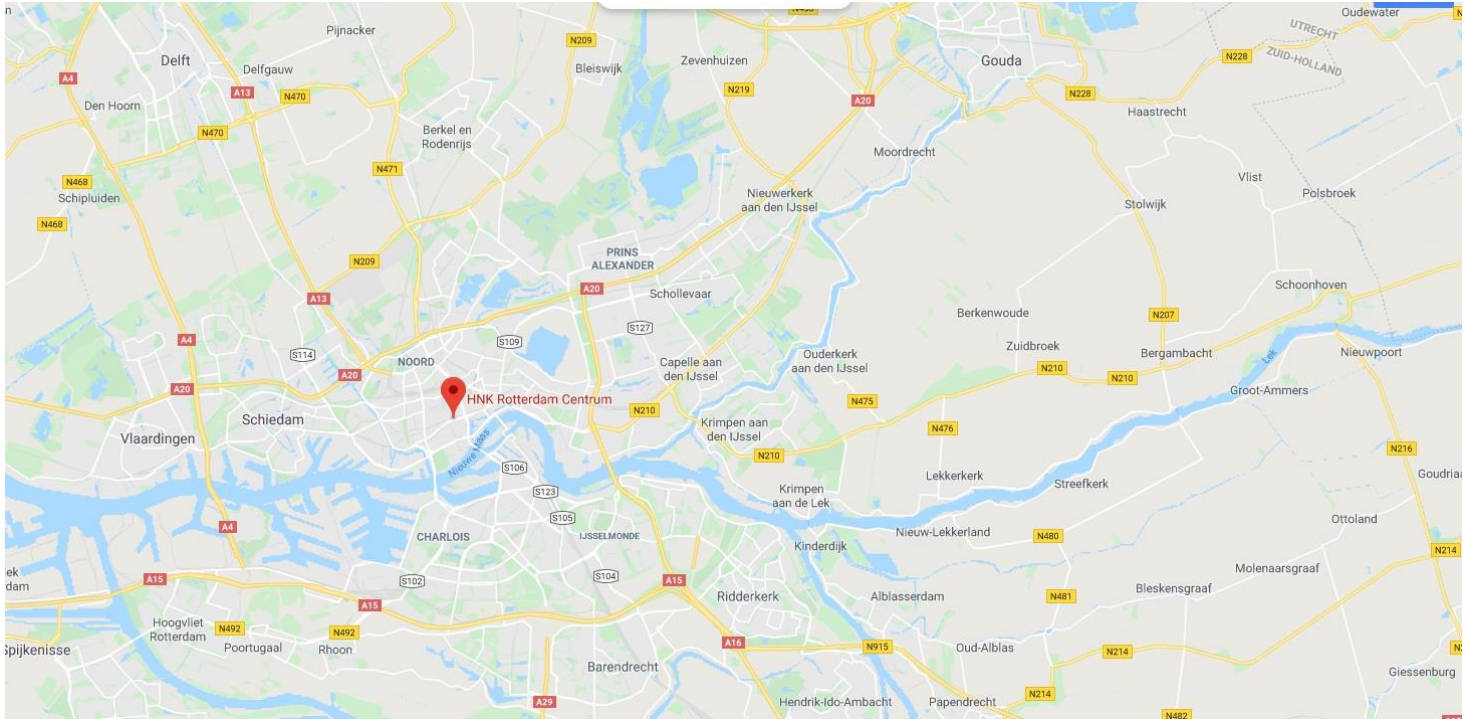 Oudewater
Pijnacker
UTRECHT
ZUID-HOLLAND
N209
Delft
Bleiswijk
Zevenhuizen
Gouda
N228
Delfgauw
A4
A13
N470
N219
A20
N228
Den Hoorn
Haastrecht
N470
Berkel en
Rodenrijs
Moordrecht
N471
Vlist
N468
Schipluiden
Nieuwerkerk
aan den IJssel
Polsbroek
Stolwijk
N468
PRINS
ALEXANDER
N209
A20
Schollevaar
Schoonhoven
A13
Berkenwoude
N207
S127
A4
S109
Zuidbroek
S114
NOORD
Capelle aan
den IJssel
Ouderkerk
aan den IJssel
Bergambacht
Lek
Nieuwpoort
A20
N210
N210
A20
Groot-Ammers
HNK Rotterdam Centrum
N475
N210
Schiedam
Krimpen aan
den IJssel
N476
Vlaardingen
Nieuwe Maas
N216
N210
S106
Lekkerkerk
Goudria
Streefkerk
S123
Krimpen
aan de Lek
S105
Ottoland
A4
CHARLOIS
IJSSELMONDE
Nieuw-Lekkerland
N480
Kinderdijk
N214
ek
dam
A15
S102
S104
A15
Molenaarsgraaf
Bleskensgraaf
Ridderkerk
Alblasserdam
N481
A15
Hoogvliet
Rotterdam
N492
N492
A16
Spijkenisse
Poortugaal
Rhoon
N915
Oud-Alblas
N214
Barendrecht
Giessenburg
N214
A29
Hendrik-Ido-Ambacht
Papendrecht
N482